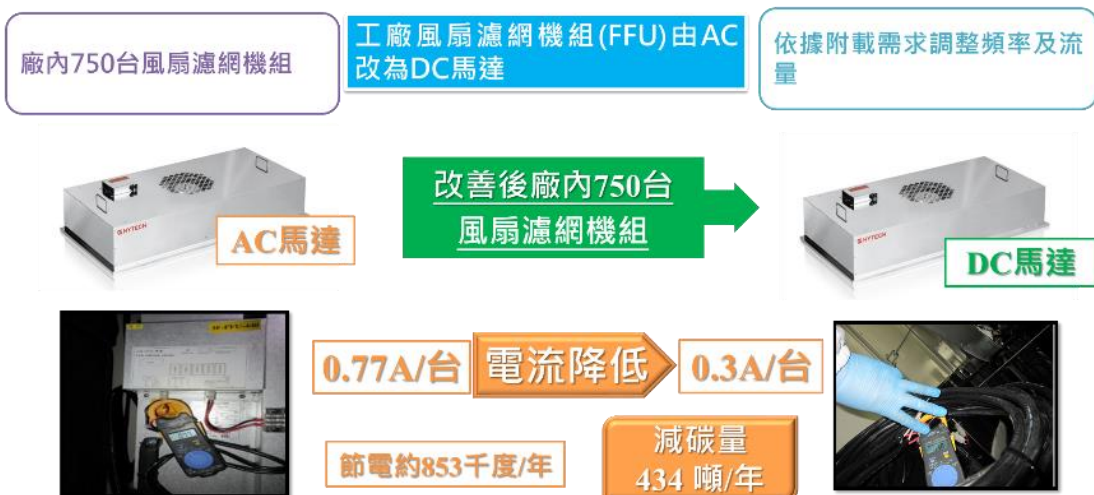 廠內750台風扇濾網機組
工廠風扇濾網機組(FFU)由AC
改為DC馬達
依據附載需求調整頻率及流
量
改善後廠內750台
風扇濾網機組
HYTECH
AC馬達
HYTECH
DC馬達
0.77A/台
電流降低
0.3A/台
節電約853千度/年
減碳量
434 噸/年